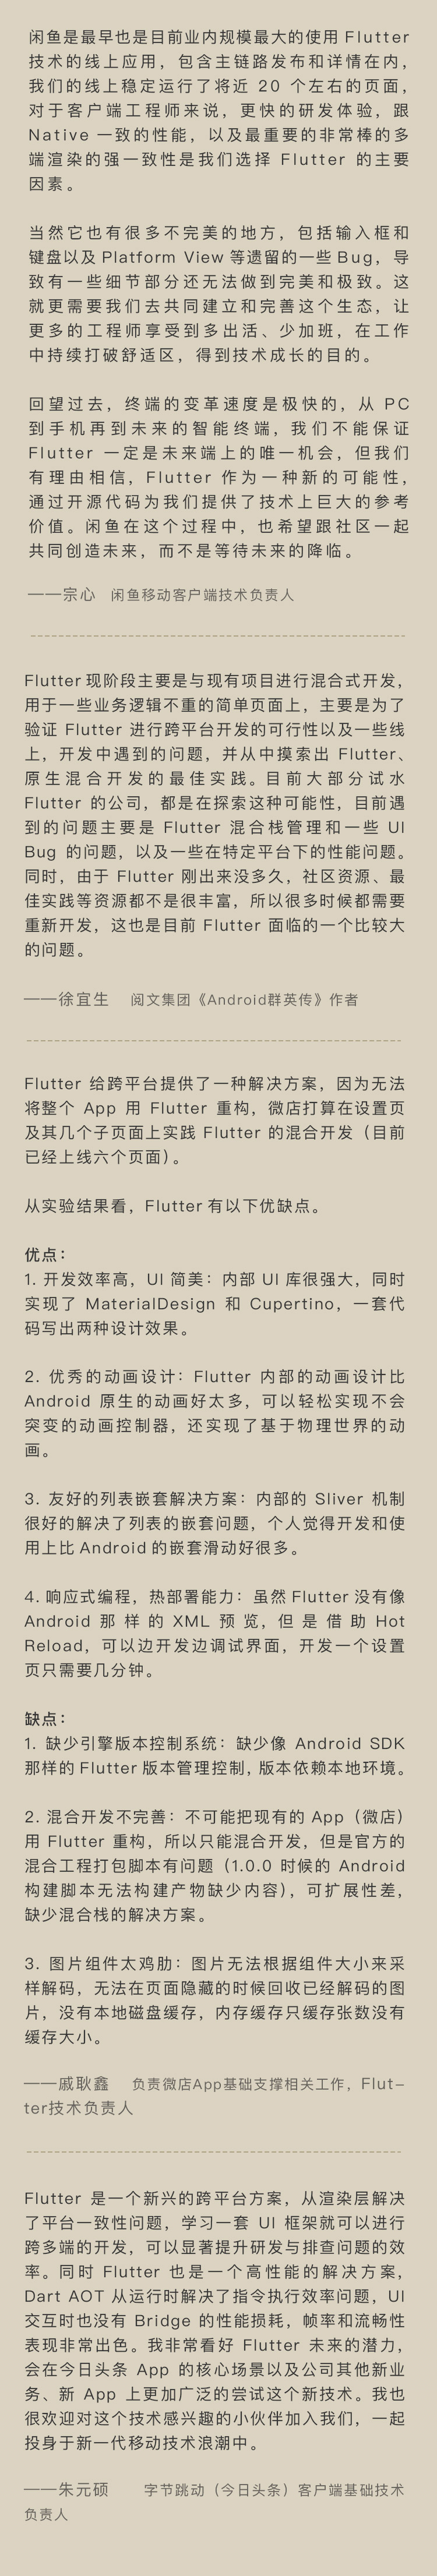 闲鱼是最早也是目前业内规模最大的使用 Flutter
技术的线上应用，包含主链路发布和详情在内，
我们的线上稳定运行了将近 20 个左右的页面，
对于客户端工程师来说，更快的研发体验，跟
Native 一致的性能，以及最重要的非常棒的多
端渲染的强一致性是我们选择 Flutter 的主要
因素。
当然它也有很多不完美的地方，包括输入框和
键盘以及 Platform View 等遗留的一些 Bug，导
致有一些细节部分还无法做到完美和极致。这
就更需要我们去共同建立和完善这个生态，让
更多的工程师享受到多出活、少加班，在工作
中持续打破舒适区，得到技术成长的目的。
回望过去，终端的变革速度是极快的，从 PC
到手机再到未来的智能终端，我们不能保证
Flutter 一定是未来端上的唯一机会，但我们
有理由相信，Flutter 作为一种新的可能性，
通过开源代码为我们提供了技术上巨大的参考
价值。闲鱼在这个过程中，也希望跟社区一起
共同创造未来，而不是等待未来的降临。
——宗心 闲鱼移动客户端技术负责人
Flutter 现阶段主要是与现有项目进行混合式开发，
用于一些业务逻辑不重的简单页面上，主要是为了
验证 Flutter 进行跨平台开发的可行性以及一些线
上，开发中遇到的问题，并从中摸索出 Flutter、
原生混合开发的最佳实践。目前大部分试水
Flutter 的公司，都是在探索这种可能性，目前遇
到的问题主要是 Flutter 混合栈管理和一些 UI
Bug 的问题，以及一些在特定平台下的性能问题。
同时，由于 Flutter 刚出来没多久，社区资源、最
佳实践等资源都不是很丰富，所以很多时候都需要
重新开发，这也是目前 Flutter 面临的一个比较大
的问题。
——徐宜生 阅文集团《Android群英传》作者
Flutter 给跨平台提供了一种解决方案，因为无法
将整个 App 用 Flutter 重构，微店打算在设置页
及其几个子页面上实践 Flutter 的混合开发（目前
已经上线六个页面）。
从实验结果看，Flutter 有以下优缺点。
优点：
1. 开发效率高，UI 简美：内部 UI 库很强大，同时
实现了 MaterialDesign 和 Cupertino，一套代
码写出两种设计效果。
2. 优秀的动画设计：Flutter 内部的动画设计比
Android 原生的动画好太多，可以轻松实现不会
突变的动画控制器，还实现了基于物理世界的动
画。
3. 友好的列表嵌套解决方案：内部的 Sliver 机制
很好的解决了列表的嵌套问题，个人觉得开发和使
用上比 Android 的嵌套滑动好很多。
4. 响应式编程，热部署能力：虽然 Flutter 没有像
Android 那样的 XML 预览，但是借助 Hot
Reload，可以边开发边调试界面，开发一个设置
页只需要几分钟。
缺点：
1. 缺少引擎版本控制系统：缺少像 Android SDK
那样的 Flutter 版本管理控制, 版本依赖本地环境。
2. 混合开发不完善：不可能把现有的 App（微店）
用 Flutter 重构，所以只能混合开发，但是官方的
混合工程打包脚本有问题（1.0.0 时候的 Android
构建脚本无法构建产物缺少内容），可扩展性差，
缺少混合栈的解决方案。
3. 图片组件太鸡肋：图片无法根据组件大小来采
样解码，无法在页面隐藏的时候回收已经解码的图
片，没有本地磁盘缓存，内存缓存只缓存张数没有
缓存大小。
——戚耿鑫 负责微店App基础支撑相关工作，Flut-
ter技术负责人
Flutter 是一个新兴的跨平台方案，从渲染层解决
了平台一致性问题，学习一套 UI 框架就可以进行
跨多端的开发，可以显著提升研发与排查问题的效
率。同时 Flutter 也是一个高性能的解决方案，
Dart AOT 从运行时解决了指令执行效率问题，UI
交互时也没有 Bridge 的性能损耗，帧率和流畅性
表现非常出色。我非常看好 Flutter 未来的潜力，
会在今日头条 App 的核心场景以及公司其他新业
务、新 App 上更加广泛的尝试这个新技术。我也
很欢迎对这个技术感兴趣的小伙伴加入我们，一起
投身于新一代移动技术浪潮中。
——朱元硕 字节跳动（今日头条）客户端基础技术
负责人